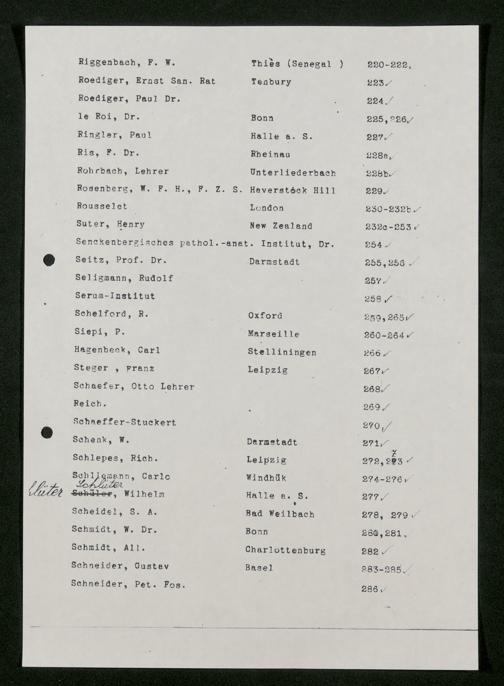 Riggenbach, F. W. Thiès (Senegal ) 220-222.
Roediger, Ernst San. Rat Tenbury 223✓
Roediger, Paul Dr. 224✓
le Roi, Dr. Bonn 225,226✓
Ringler, Paul Halle a. S. 227✓
Ris, F. Dr. Rheinau 228a✓
Rohrbach, Lehrer Unterliederbach 228b✓
Rosenberg, W. F. H., F. Z. S. Haverstock Hill 229✓
Rousselet London 230-232b✓
Suter, Henry New Zealand 232c-253✓
Senckenbergisches pathol.-anat. Institut, Dr. 254✓
Seitz, Prof. Dr. Darmstadt 255,256✓
Seligmann, Rudolf 257✓
Serum-Institut 258✓
Schelford, R. Oxford 259,265✓
Siepi, P. Marseille 260-264✓
Hagenbeck, Carl Stelliningen 266✓
Steger , Franz Leipzig 267✓
Schaefer, Otto Lehrer 268✓
Reich. 269✓
Schaeffer-Stuckert 270✓
Schenk, W. Darmstadt 271✓
Schlepes, Rich. Leipzig 272,273✓
Schliemann, Carlo Windhük 274-276✓
Schlüter
Schüler, Wilhelm Halle a. S. 277✓
Scheidel, S. A. Bad Weilbach 278, 279✓
Schmidt, W. Dr. Bonn 280,281.
Schmidt, All. Charlottenburg 282✓
Schneider, Gustav Basel 283-285✓
Schneider, Pet. Fos. 286✓